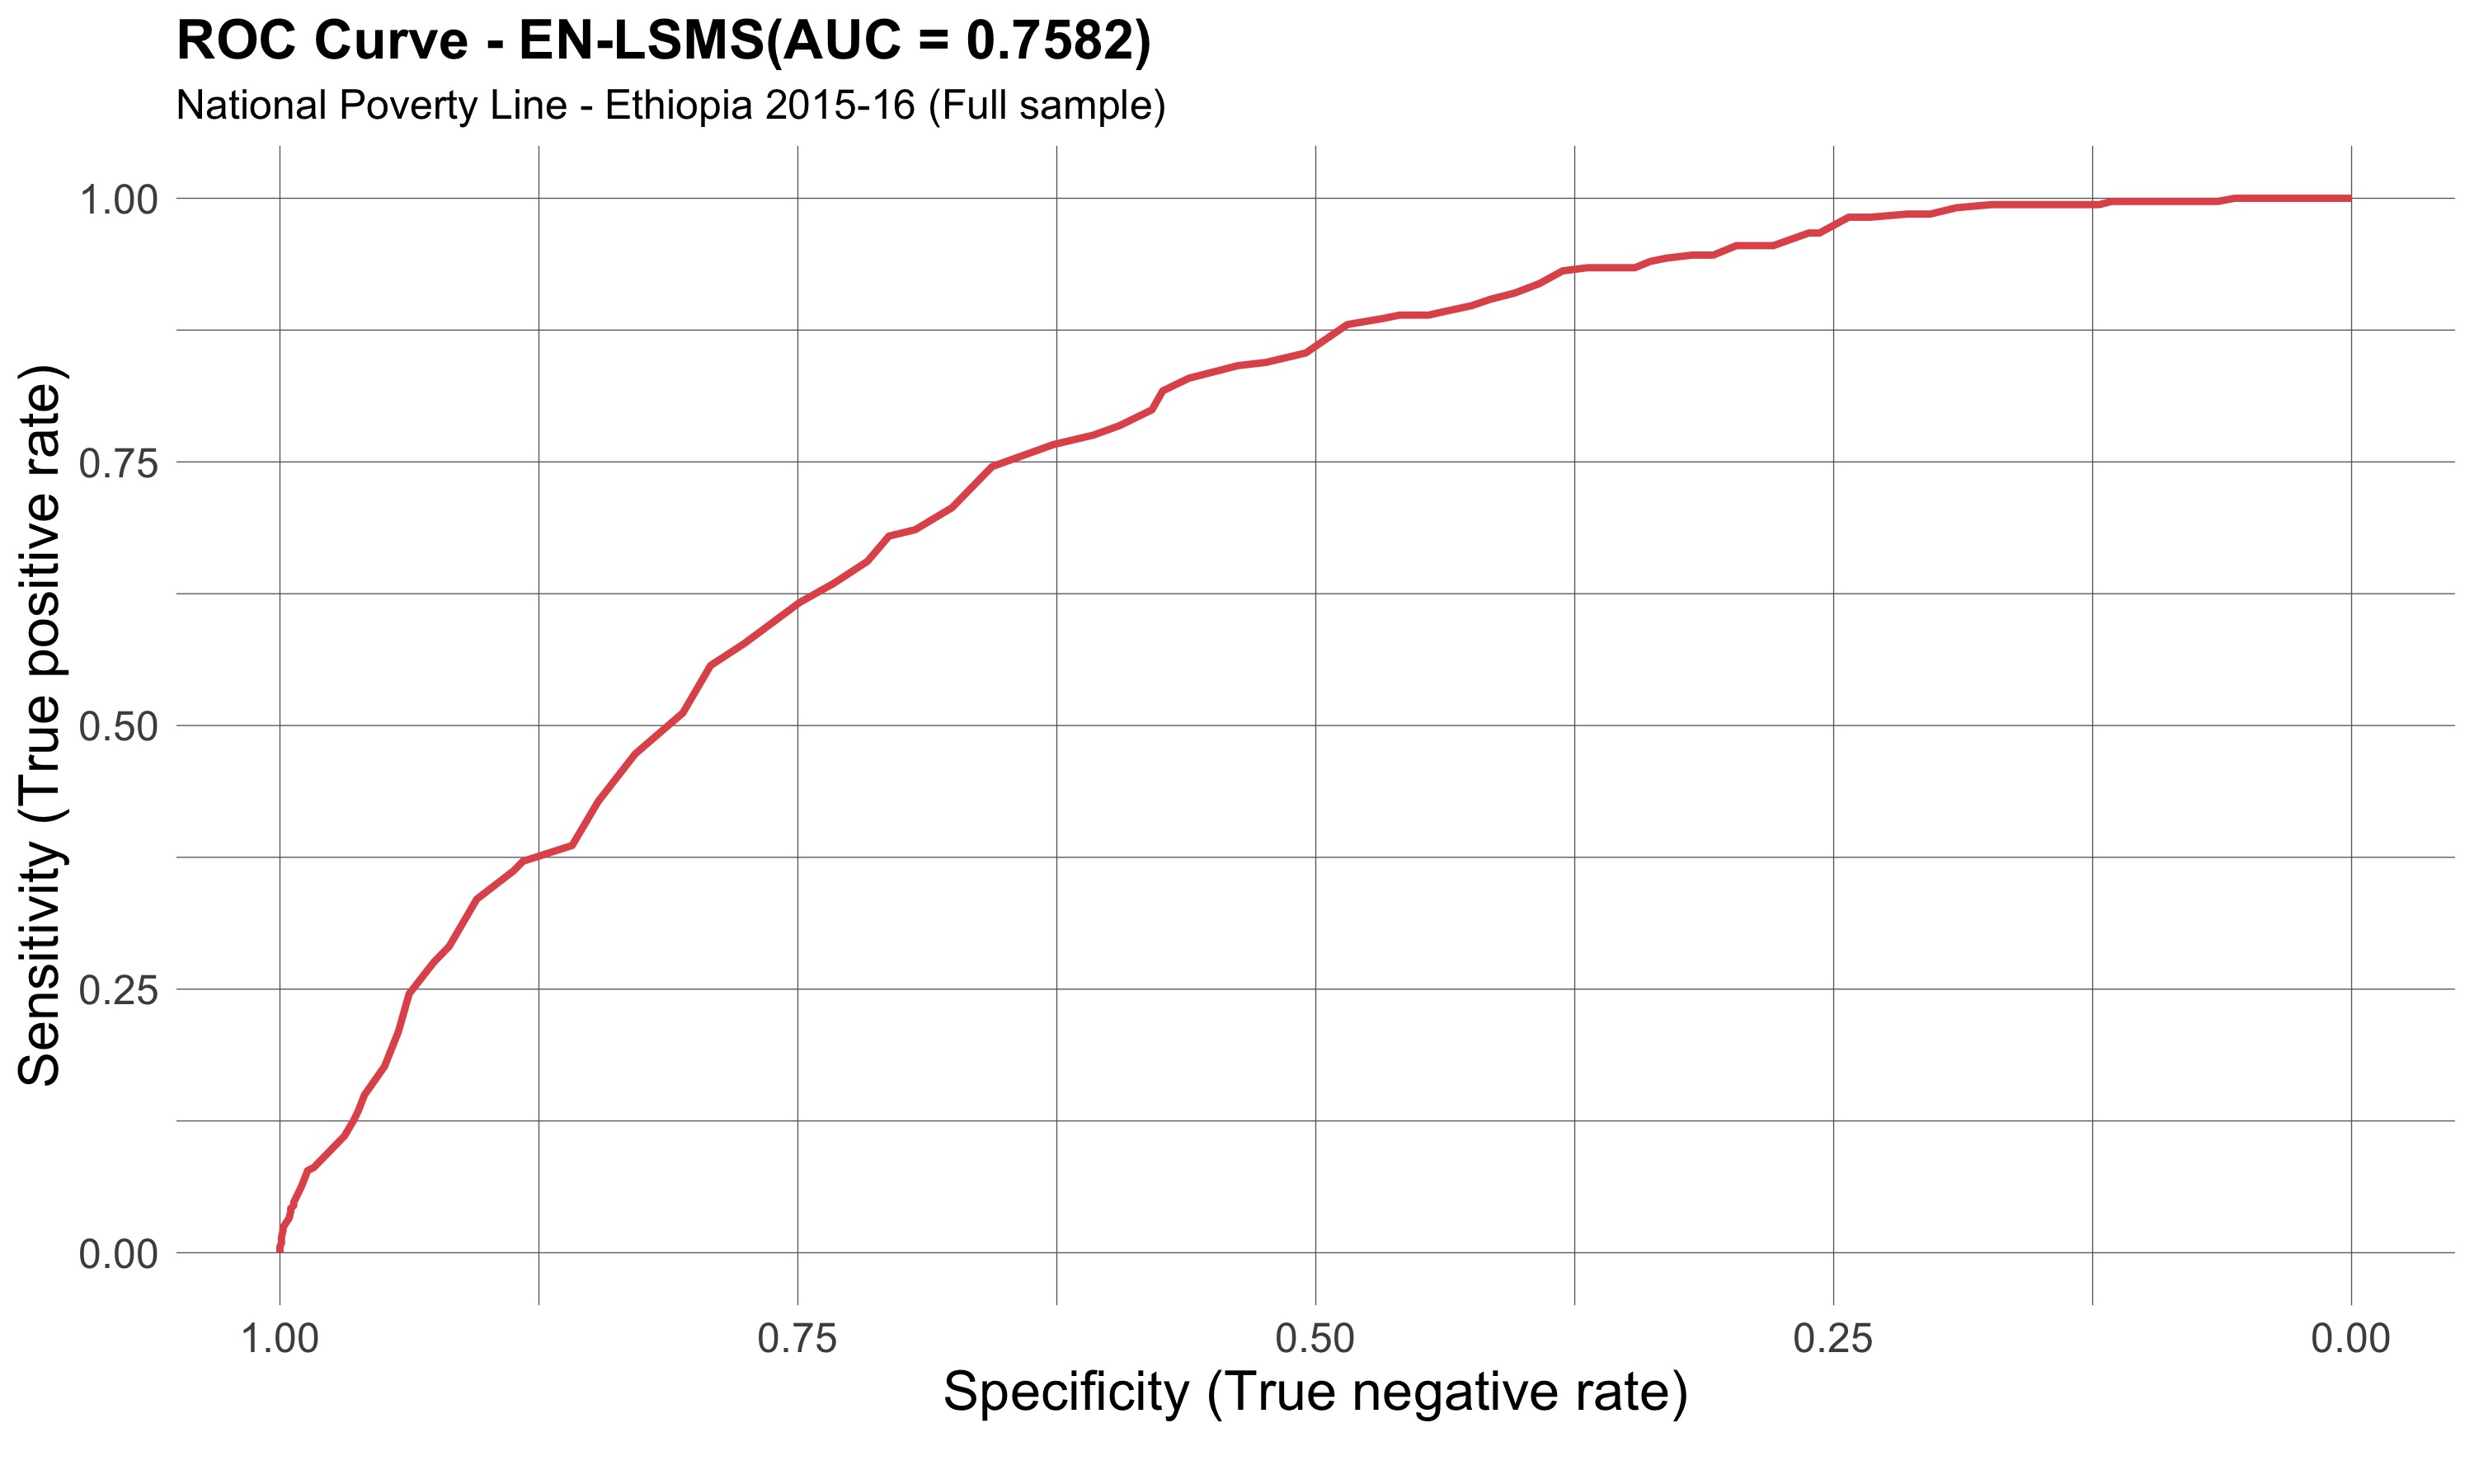 ROC Curve - EN-LSMS(AUC = 0.7582)
National Poverty Line - Ethiopia 2015-16 (Full sample)
Sensitivity (True positive rate)
1.00
0.75
0.50
0.25
0.00
1.00 0.75 0.50 0.25 0.00
Specificity (True negative rate)